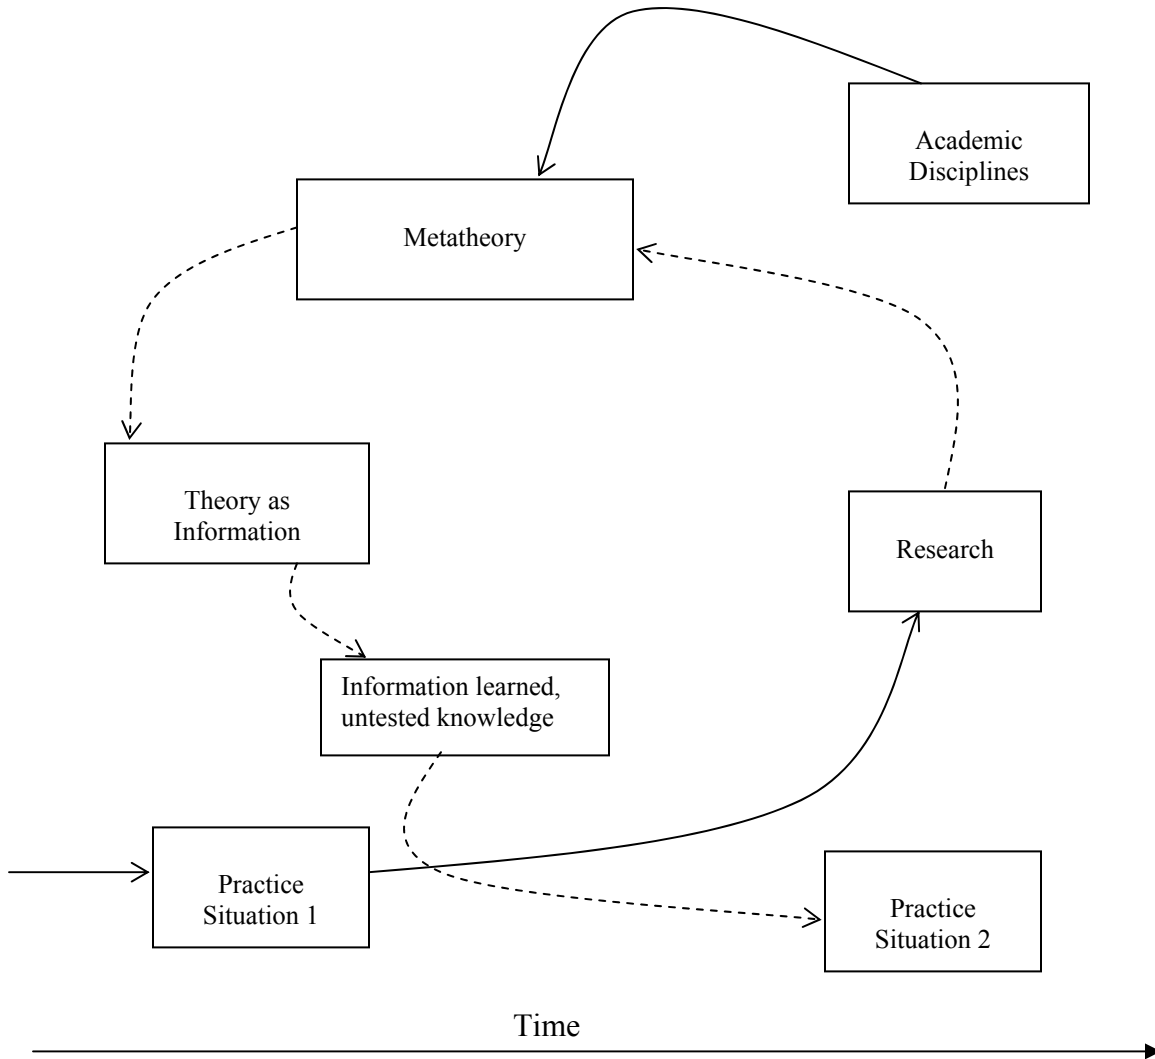 Academic
Disciplines
Metatheory
Theory as
Information
Research
Information learned,
untested knowledge
Practice
Situation 1
Practice
Situation 2
Time